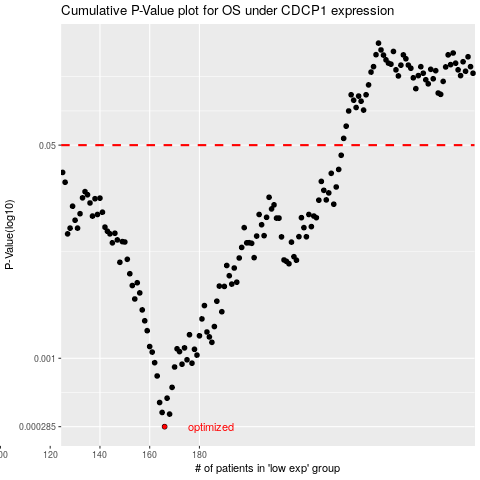 Cumulative P-Value plot for OS under CDCP1 expression
P-Value(log10)
0.05
0.001
0.000285
optimized
00
120
140
160
180
# of patients in 'low exp' group